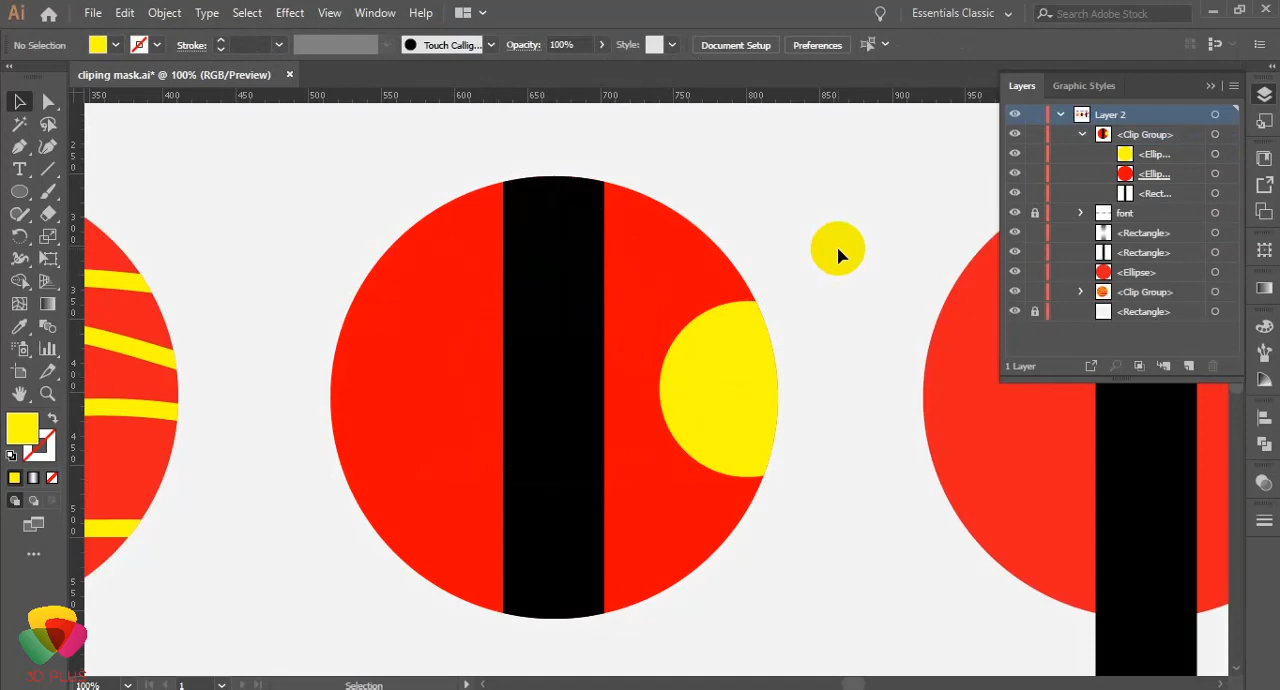 Ai File Edit Object Type Select Effect View Window Help Essentials Classic Search Adobe Stock
No Selection Stroke: Touch Callig... Opacity: 100% Style: Document Setup Preferences
cliping mask.ai* @ 100% (RGB/Preview)
350 400 450 500 550 600 650 700 750 800 850 900 950
Layers Graphic Styles
Layer 2
<Clip Group>
<Ellip...
<Ellip...
<Rect...
font
<Rectangle>
<Rectangle>
<Ellipse>
<Clip Group>
<Rectangle>
1 Layer
3D PLUS
100% 1 Selection